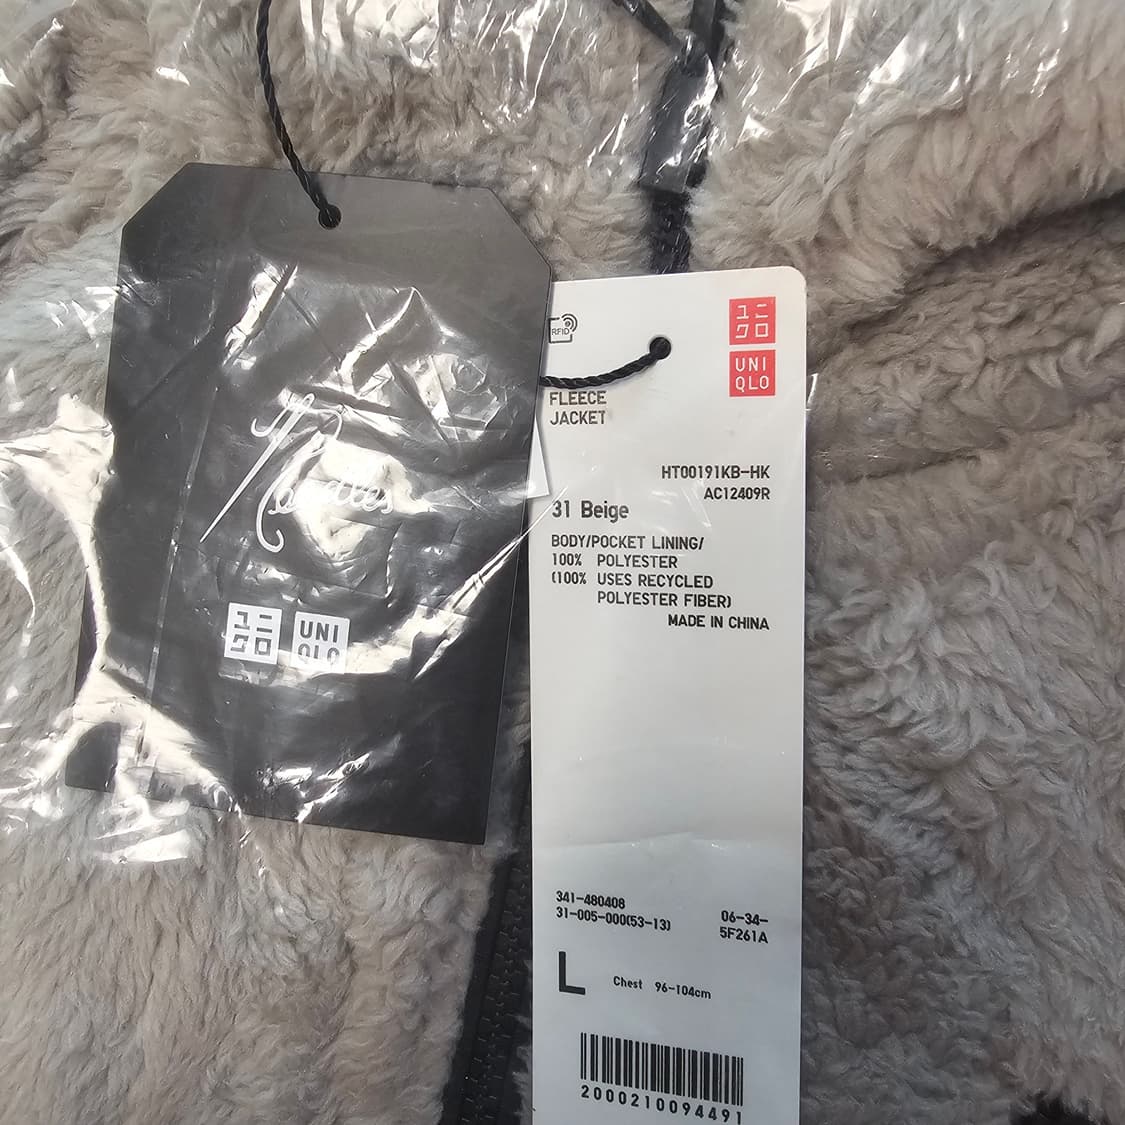 Needles
ユニ
クロ
UNI
QLO
RFID
ユニ
クロ
UNI
QLO
FLEECE
JACKET
HT00191KB-HK
AC12409R
31 Beige
BODY/POCKET LINING/
100% POLYESTER
(100% USES RECYCLED
POLYESTER FIBER)
MADE IN CHINA
341-480408
31-005-000(53-13)
06-34-
5F261A
L Chest 96-104cm
2000210094491